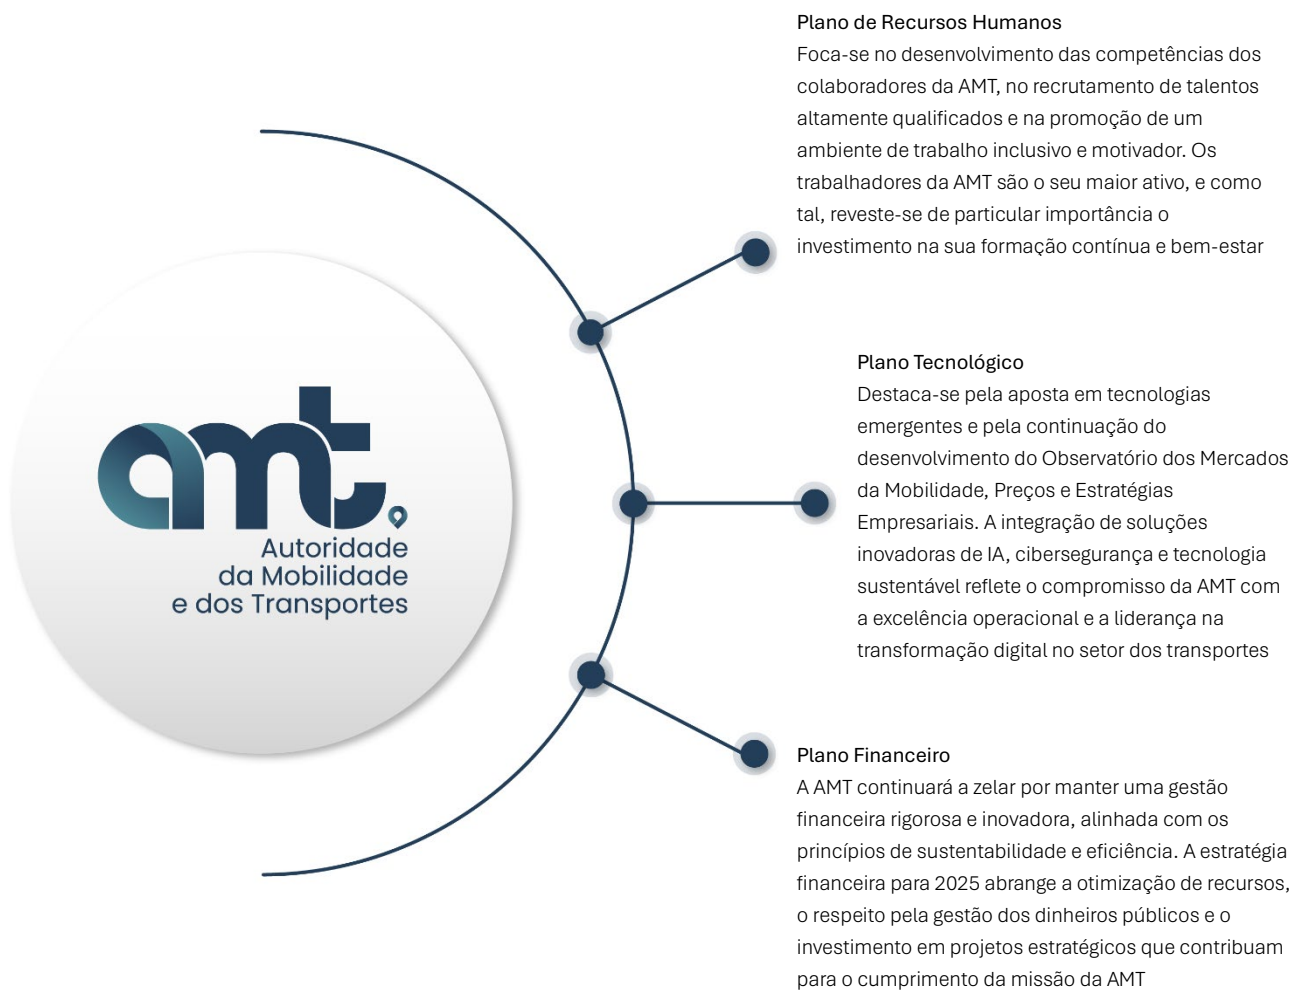 Plano de Recursos Humanos
Foca-se no desenvolvimento das competências dos
colaboradores da AMT, no recrutamento de talentos
altamente qualificados e na promoção de um
ambiente de trabalho inclusivo e motivador. Os
trabalhadores da AMT são o seu maior ativo, e como
tal, reveste-se de particular importância o
investimento na sua formação contínua e bem-estar
amt
Autoridade
da Mobilidade
e dos Transportes
Plano Tecnológico
Destaca-se pela aposta em tecnologias
emergentes e pela continuação do
desenvolvimento do Observatório dos Mercados
da Mobilidade, Preços e Estratégias
Empresariais. A integração de soluções
inovadoras de IA, cibersegurança e tecnologia
sustentável reflete o compromisso da AMT com
a excelência operacional e a liderança na
transformação digital no setor dos transportes
Plano Financeiro
A AMT continuará a zelar por manter uma gestão
financeira rigorosa e inovadora, alinhada com os
princípios de sustentabilidade e eficiência. A estratégia
financeira para 2025 abrange a otimização de recursos,
o respeito pela gestão dos dinheiros públicos e o
investimento em projetos estratégicos que contribuam
para o cumprimento da missão da AMT